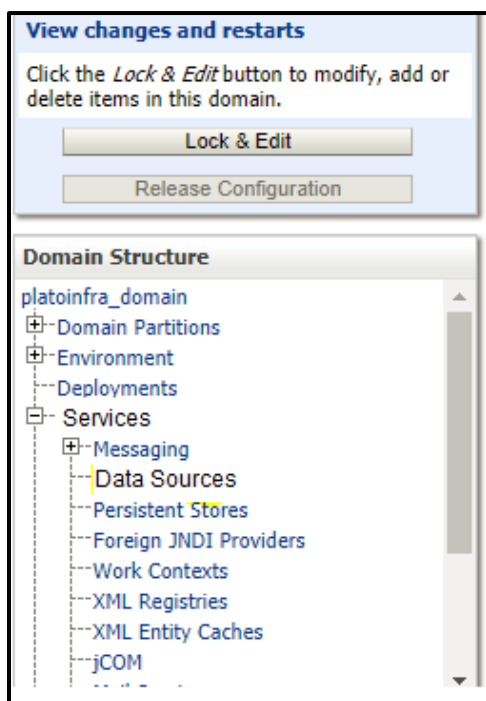 View changes and restarts
Click the Lock & Edit button to modify, add or
delete items in this domain.
Lock & Edit
Release Configuration
Domain Structure
platoinfra_domain
Domain Partitions
Environment
Deployments
Services
Messaging
Data Sources
Persistent Stores
Foreign JNDI Providers
Work Contexts
XML Registries
XML Entity Caches
jCOM